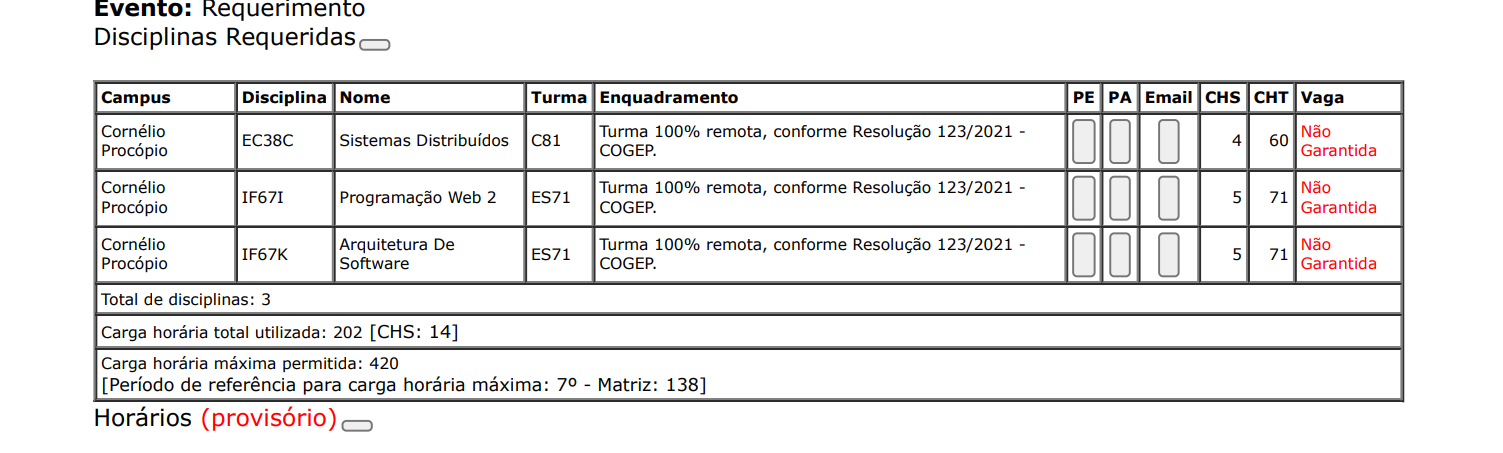 Evento: Requerimento
Disciplinas Requeridas
Campus Disciplina Nome Turma Enquadramento PE PA Email CHS CHT Vaga
Cornélio Procópio EC38C Sistemas Distribuídos C81 Turma 100% remota, conforme Resolução 123/2021 - COGEP. 4 60 Não Garantida
Cornélio Procópio IF67I Programação Web 2 ES71 Turma 100% remota, conforme Resolução 123/2021 - COGEP. 5 71 Não Garantida
Cornélio Procópio IF67K Arquitetura De Software ES71 Turma 100% remota, conforme Resolução 123/2021 - COGEP. 5 71 Não Garantida
Total de disciplinas: 3
Carga horária total utilizada: 202 [CHS: 14]
Carga horária máxima permitida: 420
[Período de referência para carga horária máxima: 7º - Matriz: 138]
Horários (provisório)